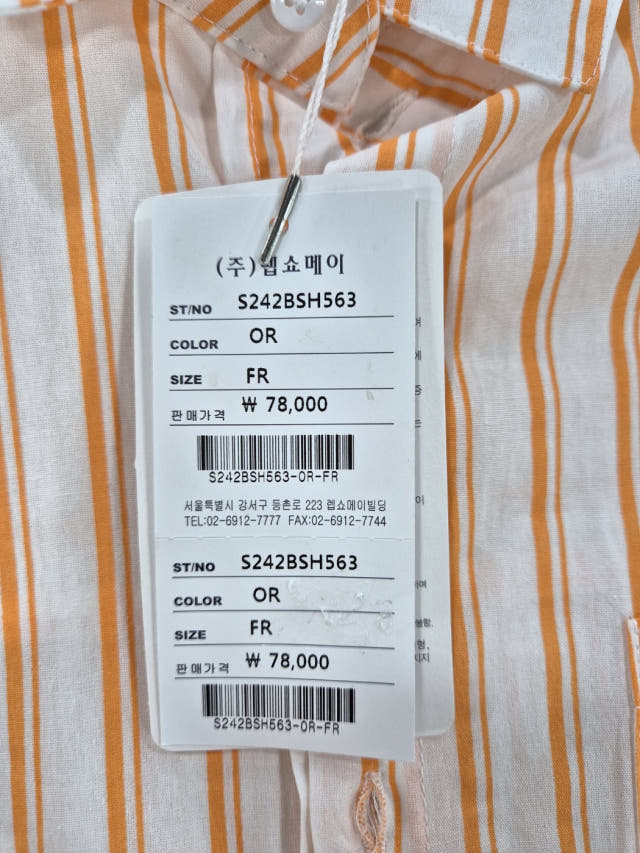 (주)렙쇼메이
ST/NO S242BSH563
COLOR OR
SIZE FR
판매가격 ₩ 78,000
S242BSH563-OR-FR
서울특별시 강서구 등촌로 223 렙쇼메이빌딩
TEL:02-6912-7777 FAX:02-6912-7744
ST/NO S242BSH563
COLOR OR
SIZE FR
판매가격 ₩ 78,000
S242BSH563-OR-FR